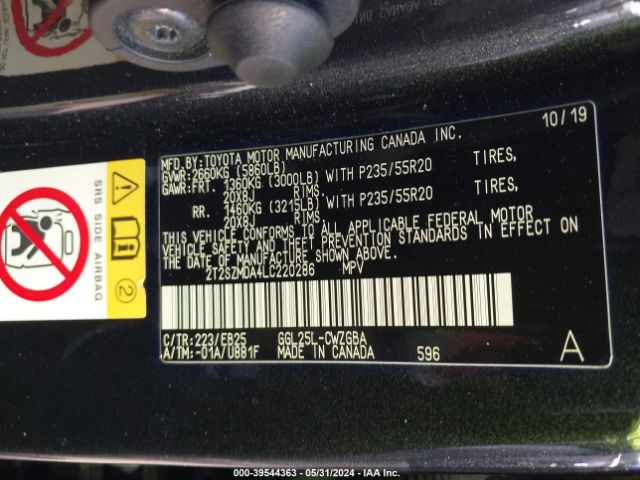 MFD.BY:TOYOTA MOTOR MANUFACTURING CANADA INC. 10/19
GVWR:2660KG (5860LB)
GAWR:FRT. 1360KG (3000LB) WITH P235/55R20 TIRES,
20X8J RIMS,
RR. 1460KG (3215LB) WITH P235/55R20 TIRES,
20X8J RIMS.
THIS VEHICLE CONFORMS TO ALL APPLICABLE FEDERAL MOTOR
VEHICLE SAFETY AND THEFT PREVENTION STANDARDS IN EFFECT ON
THE DATE OF MANUFACTURE SHOWN ABOVE.
2T2SZMDA4LC220286 MPV
C/TR:223/EB25 GGL25L-CWZGBA
A/TM:-01A/U881F MADE IN CANADA 596 A
SRS SIDE AIRBAG
2
000-39544363 - 05/31/2024 - IAA Inc.